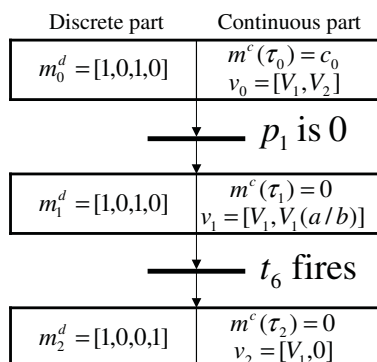 Discrete part Continuous part
m_0^d = [1,0,1,0] m^c(τ_0) = c_0
v_0 = [V_1,V_2]
p_1 is 0
m_1^d = [1,0,1,0] m^c(τ_1) = 0
v_1 = [V_1,V_1(a/b)]
t_6 fires
m_2^d = [1,0,0,1] m^c(τ_2) = 0
v_2 = [V_1,0]